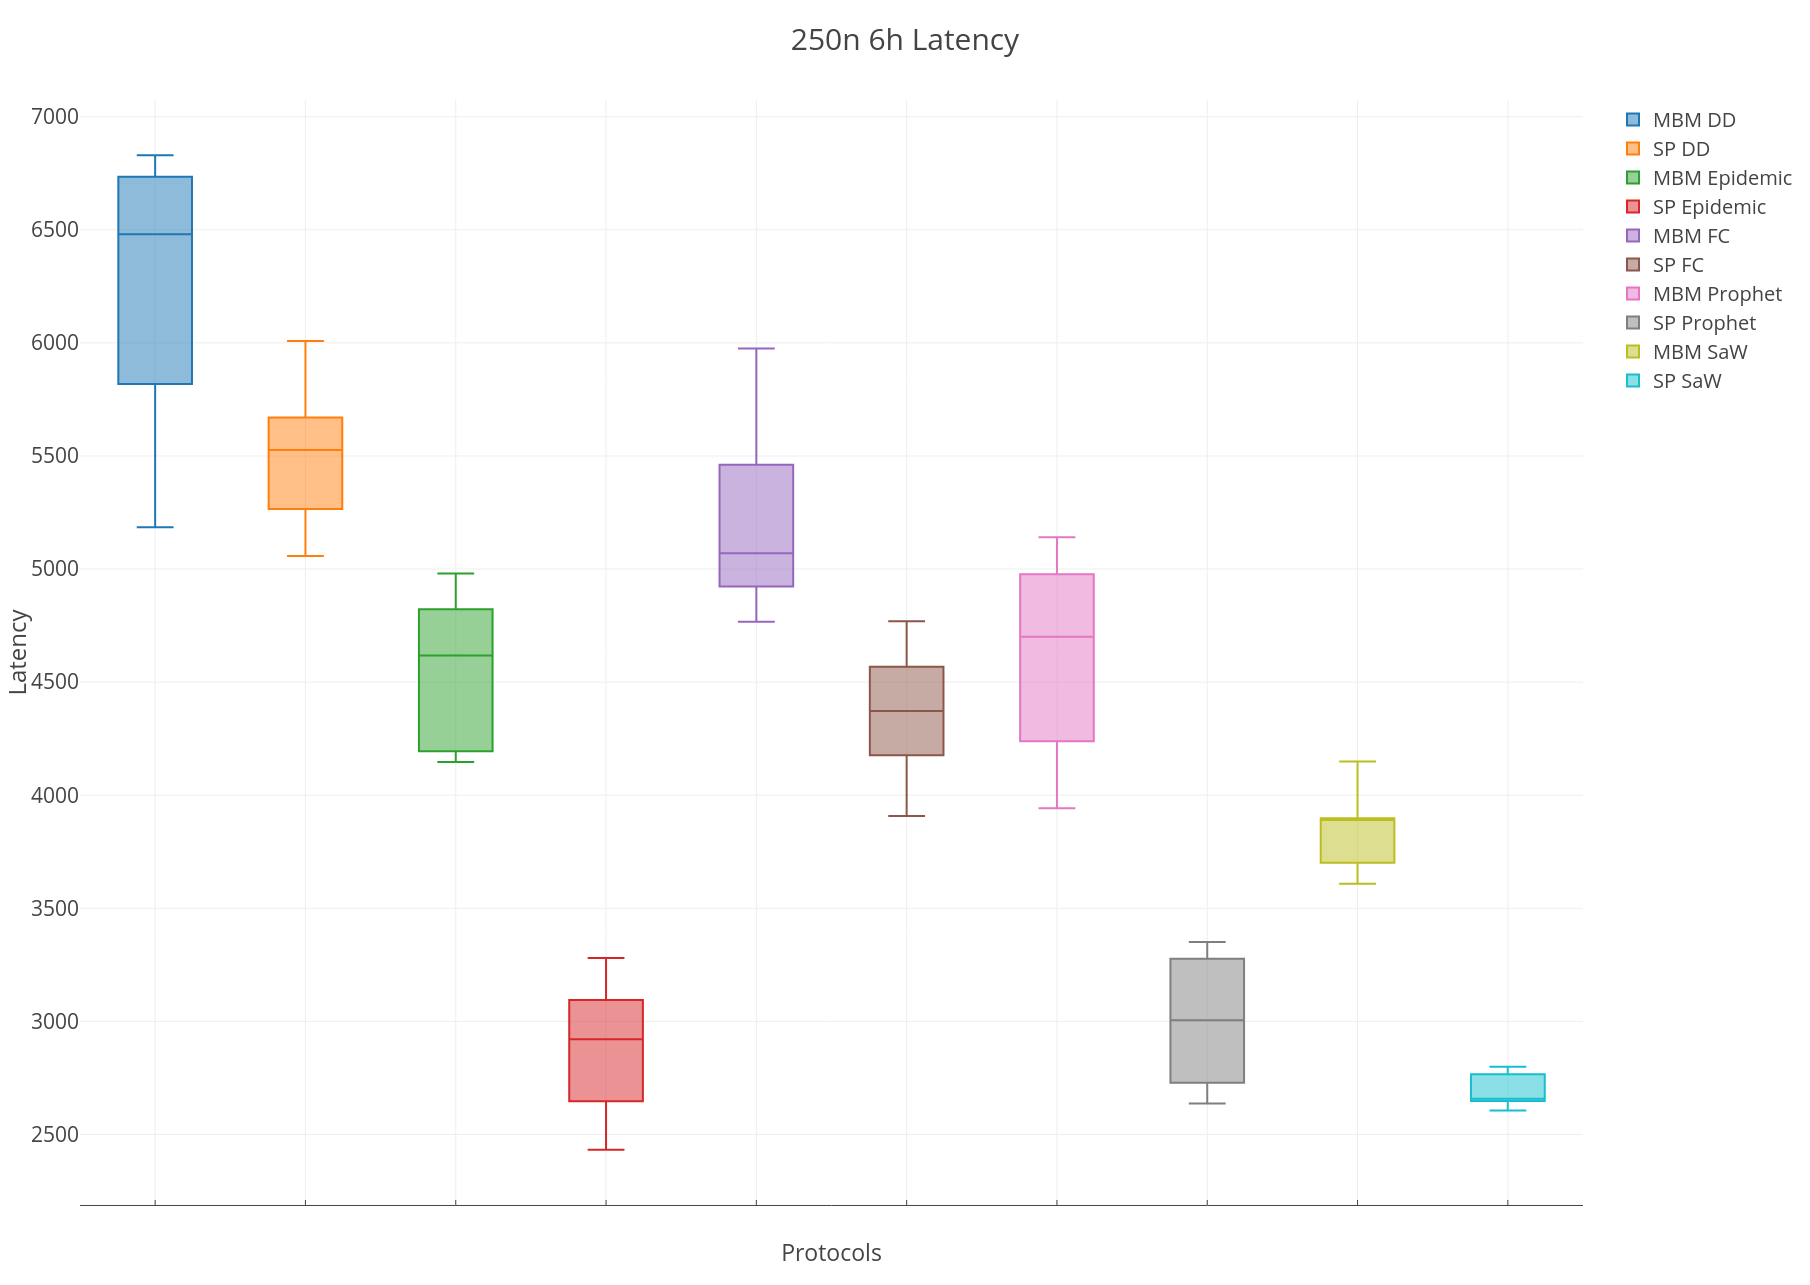 250n 6h Latency
7000
6500
6000
5500
5000
4500
4000
3500
3000
2500
Latency
Protocols
MBM DD
SP DD
MBM Epidemic
SP Epidemic
MBM FC
SP FC
MBM Prophet
SP Prophet
MBM SaW
SP SaW